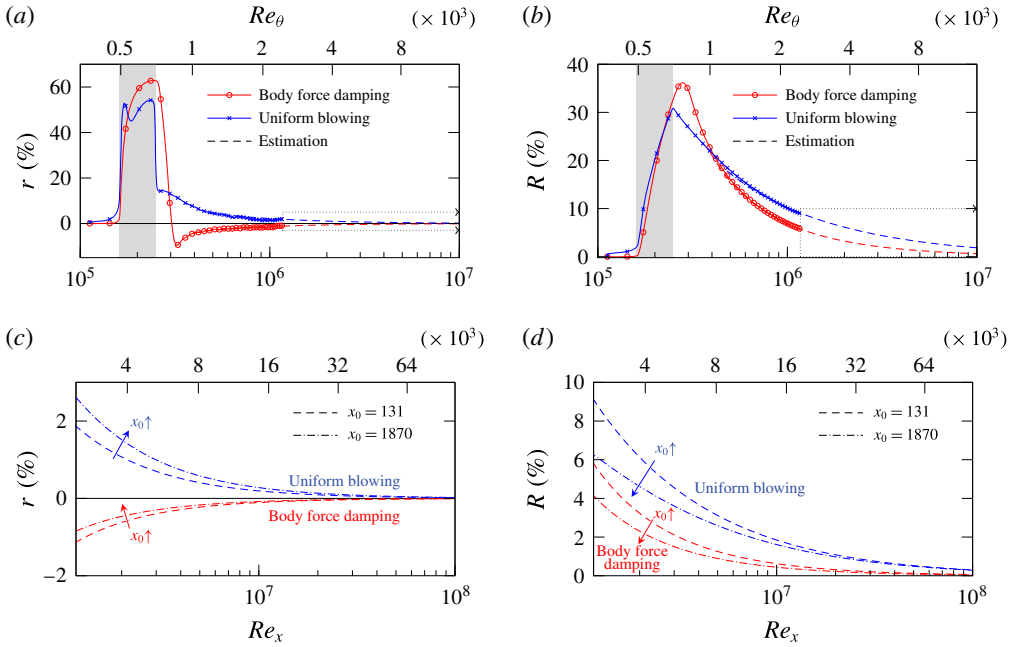 (a)
Re_θ
(× 10³)
0.5 1 2 4 8
60
40
20
0
r (%)
Body force damping
Uniform blowing
Estimation
10⁵ 10⁶ 10⁷
(b)
Re_θ
(× 10³)
0.5 1 2 4 8
40
30
20
10
0
R (%)
Body force damping
Uniform blowing
Estimation
10⁵ 10⁶ 10⁷
(c)
(× 10³)
4 8 16 32 64
2
0
−2
r (%)
x₀ = 131
x₀ = 1870
x₀↑
Uniform blowing
Body force damping
x₀↑
10⁷ 10⁸
Re_x
(d)
(× 10³)
4 8 16 32 64
10
8
6
4
2
0
R (%)
x₀ = 131
x₀ = 1870
x₀↑
Uniform blowing
x₀↑
Body force
damping
10⁷ 10⁸
Re_x